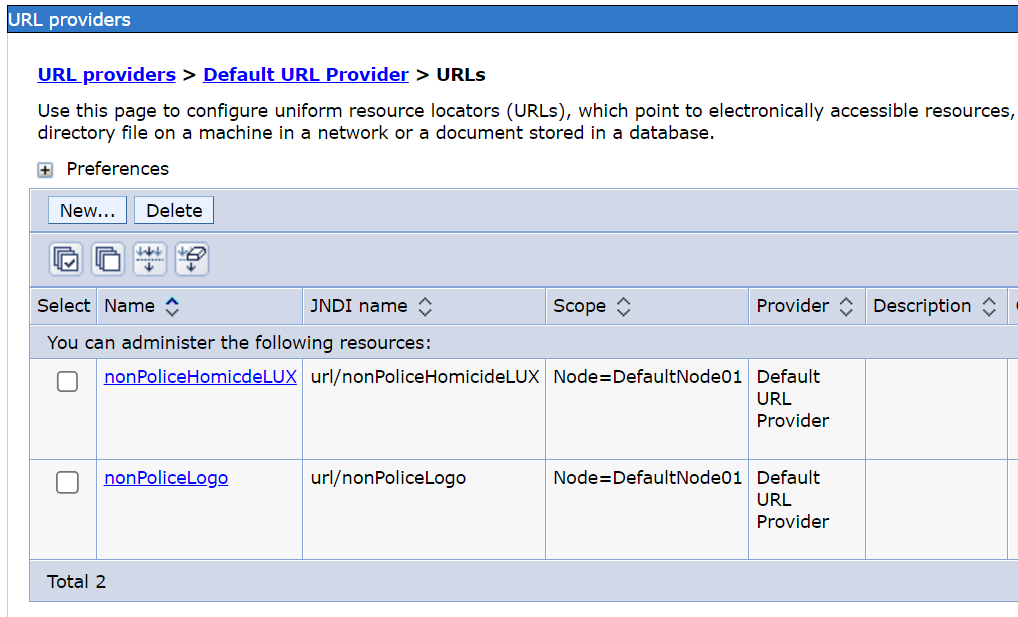 URL providers
URL providers > Default URL Provider > URLs
Use this page to configure uniform resource locators (URLs), which point to electronically accessible resources,
directory file on a machine in a network or a document stored in a database.
Preferences
New... Delete
Select Name JNDI name Scope Provider Description
You can administer the following resources:
nonPoliceHomicdeLUX url/nonPoliceHomicideLUX Node=DefaultNode01 Default
URL
Provider
nonPoliceLogo url/nonPoliceLogo Node=DefaultNode01 Default
URL
Provider
Total 2